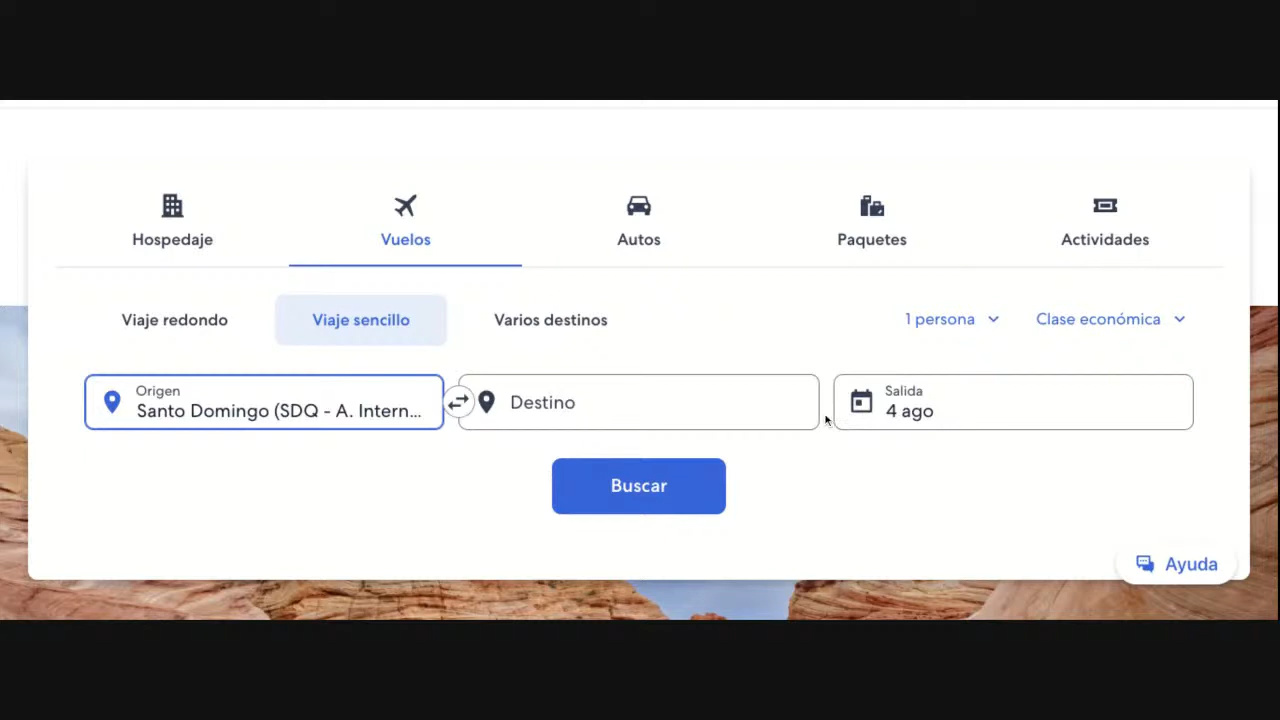 Hospedaje
Vuelos
Autos
Paquetes
Actividades
Viaje redondo
Viaje sencillo
Varios destinos
1 persona
Clase económica
Origen
Santo Domingo (SDQ - A. Intern...
Destino
Salida
4 ago
Buscar
Ayuda